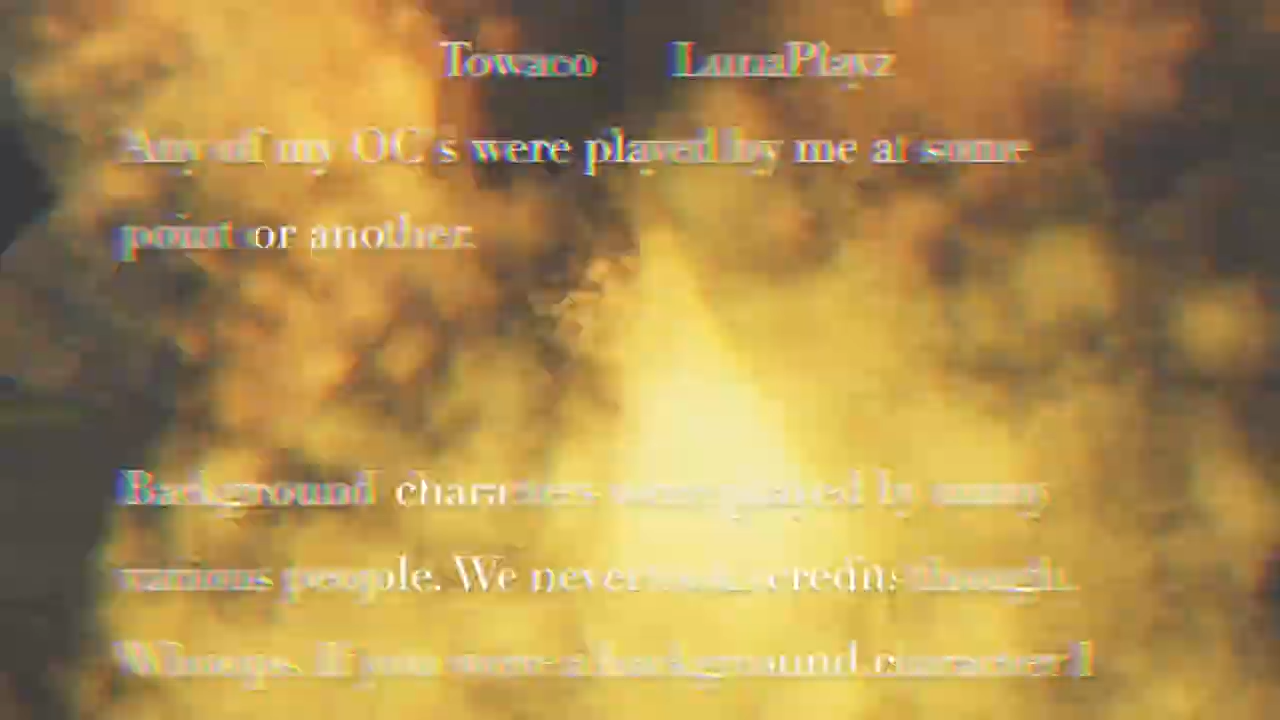 Towaco LunaPlayz
Any of my OC's were played by me at some
point or another.
Background characters were played by many
various people. We never took credits though.
Whoops. If you were a background character I